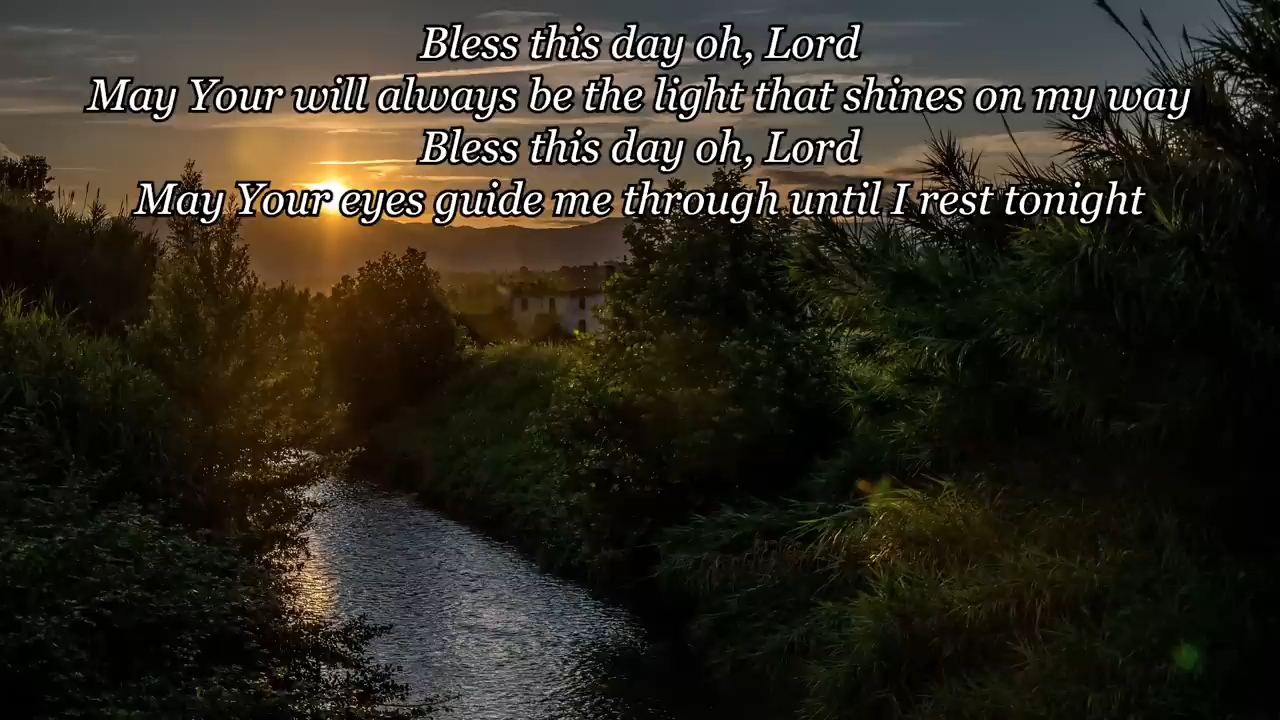 Bless this day oh, Lord
May Your will always be the light that shines on my way
Bless this day oh, Lord
May Your eyes guide me through until I rest tonight